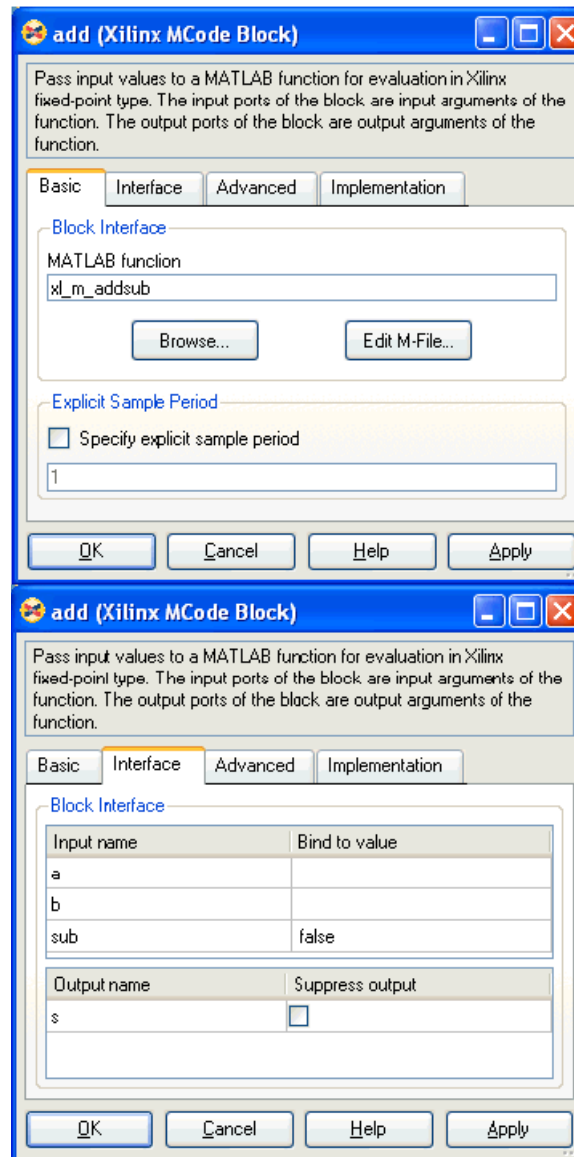 add (Xilinx MCode Block)
Pass input values to a MATLAB function for evaluation in Xilinx
fixed-point type. The input ports of the block are input arguments of the
function. The output ports of the block are output arguments of the
function.
Basic Interface Advanced Implementation
Block Interface
MATLAB function
xl_m_addsub
Browse... Edit M-File...
Explicit Sample Period
Specify explicit sample period
1
OK Cancel Help Apply
add (Xilinx MCode Block)
Pass input values to a MATLAB function for evaluation in Xilinx
fixed-point type. The input ports of the block are input arguments of the
function. The output ports of the block are output arguments of the
function.
Basic Interface Advanced Implementation
Block Interface
Input name Bind to value
a
b
sub false
Output name Suppress output
s
OK Cancel Help Apply